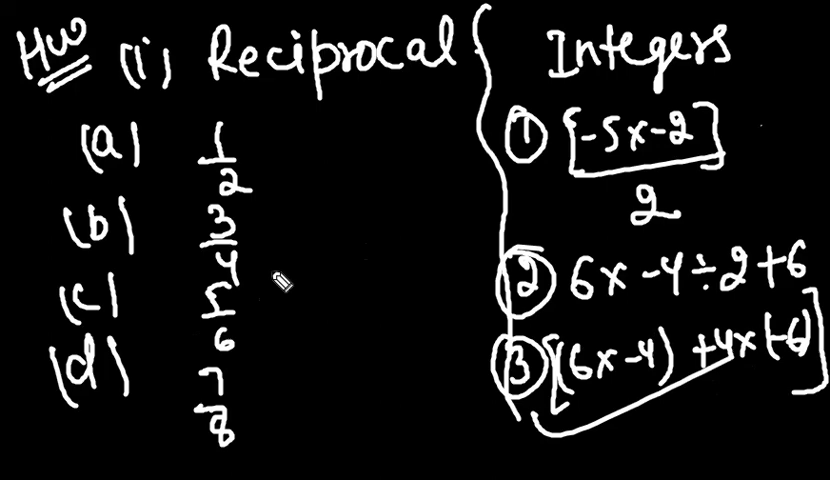 HW (i) Reciprocal
(a) 1/2
(b) 3/4
(c) 5/6
(d) 7/8
Integers
① [-5x-2]
2
② 6x-4÷2+6
③ [(6x-4)+4x(-6)]